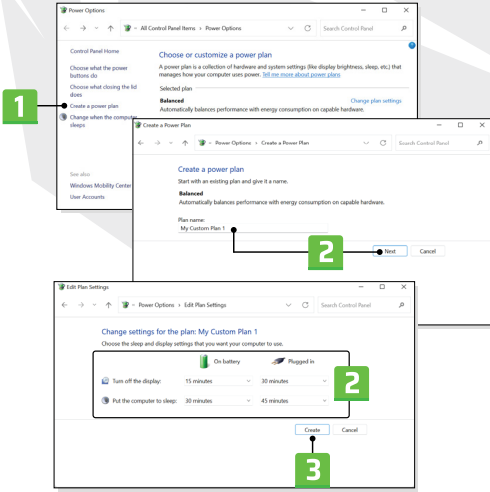 Power Options
All Control Panel Items > Power Options
Search Control Panel
Control Panel Home
Choose what the power
buttons do
Choose what closing the lid
does
Create a power plan
Change when the computer
sleeps
See also
Windows Mobility Center
User Accounts
Choose or customize a power plan
A power plan is a collection of hardware and system settings (like display brightness, sleep, etc.) that
manages how your computer uses power. Tell me more about power plans
Selected plan
Balanced
Change plan settings
Automatically balances performance with energy consumption on capable hardware.
1
Create a Power Plan
Power Options > Create a Power Plan
Search Control Panel
Create a power plan
Start with an existing plan and give it a name.
Balanced
Automatically balances performance with energy consumption on capable hardware.
Plan name:
My Custom Plan 1
2
Next
Cancel
Edit Plan Settings
Power Options > Edit Plan Settings
Search Control Panel
Change settings for the plan: My Custom Plan 1
Choose the sleep and display settings that you want your computer to use.
On battery
Plugged in
Turn off the display:
15 minutes
30 minutes
Put the computer to sleep:
30 minutes
45 minutes
2
Create
Cancel
3